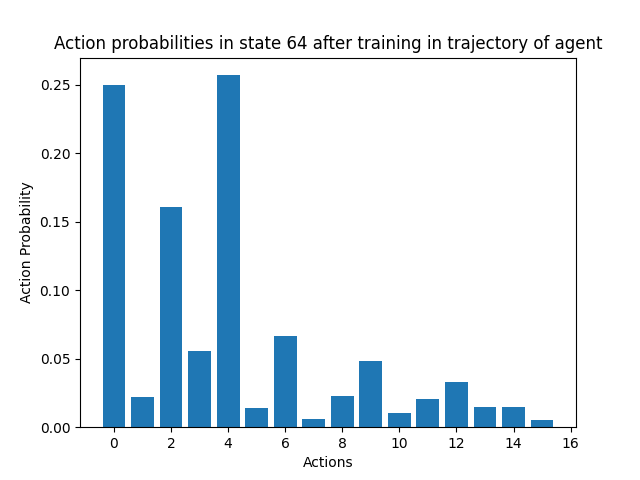 Action probabilities in state 64 after training in trajectory of agent
0.25
0.20
0.15
0.10
0.05
0.00
Action Probability
0 2 4 6 8 10 12 14 16
Actions